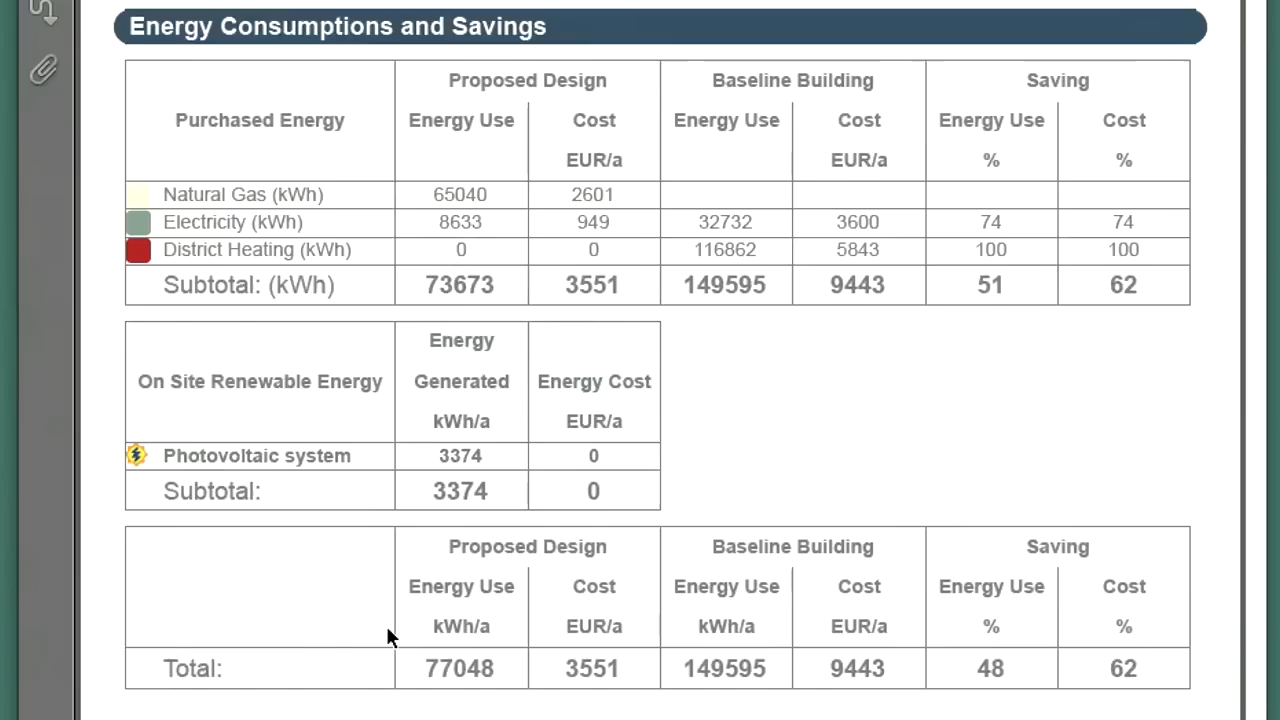 Energy Consumptions and Savings
Proposed Design Baseline Building Saving
Purchased Energy Energy Use Cost Energy Use Cost Energy Use Cost
EUR/a EUR/a % %
Natural Gas (kWh) 65040 2601
Electricity (kWh) 8633 949 32732 3600 74 74
District Heating (kWh) 0 0 116862 5843 100 100
Subtotal: (kWh) 73673 3551 149595 9443 51 62
Energy
On Site Renewable Energy Generated Energy Cost
kWh/a EUR/a
Photovoltaic system 3374 0
Subtotal: 3374 0
Proposed Design Baseline Building Saving
Energy Use Cost Energy Use Cost Energy Use Cost
kWh/a EUR/a kWh/a EUR/a % %
Total: 77048 3551 149595 9443 48 62